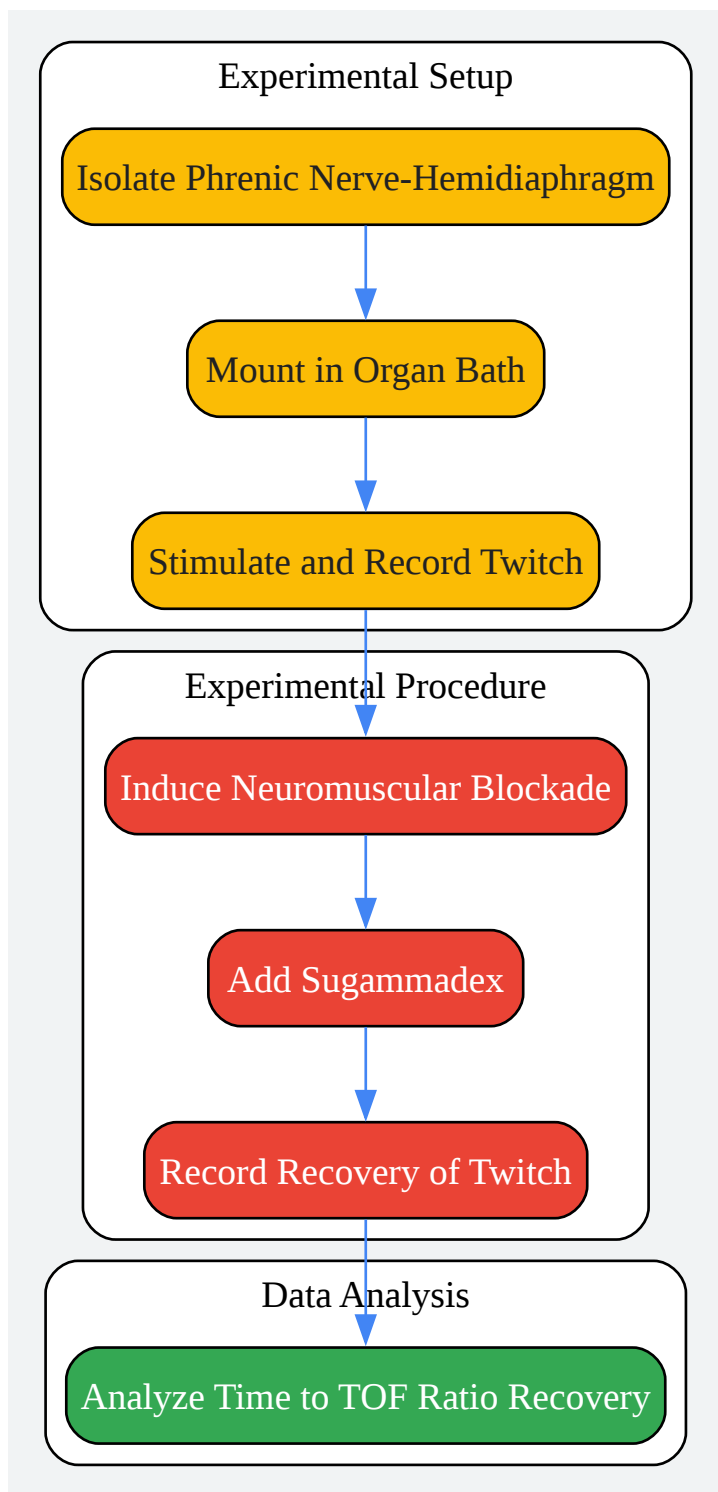 Experimental Setup
Isolate Phrenic Nerve-Hemidiaphragm
Mount in Organ Bath
Stimulate and Record Twitch
Experimental Procedure
Induce Neuromuscular Blockade
Add Sugammadex
Record Recovery of Twitch
Data Analysis
Analyze Time to TOF Ratio Recovery